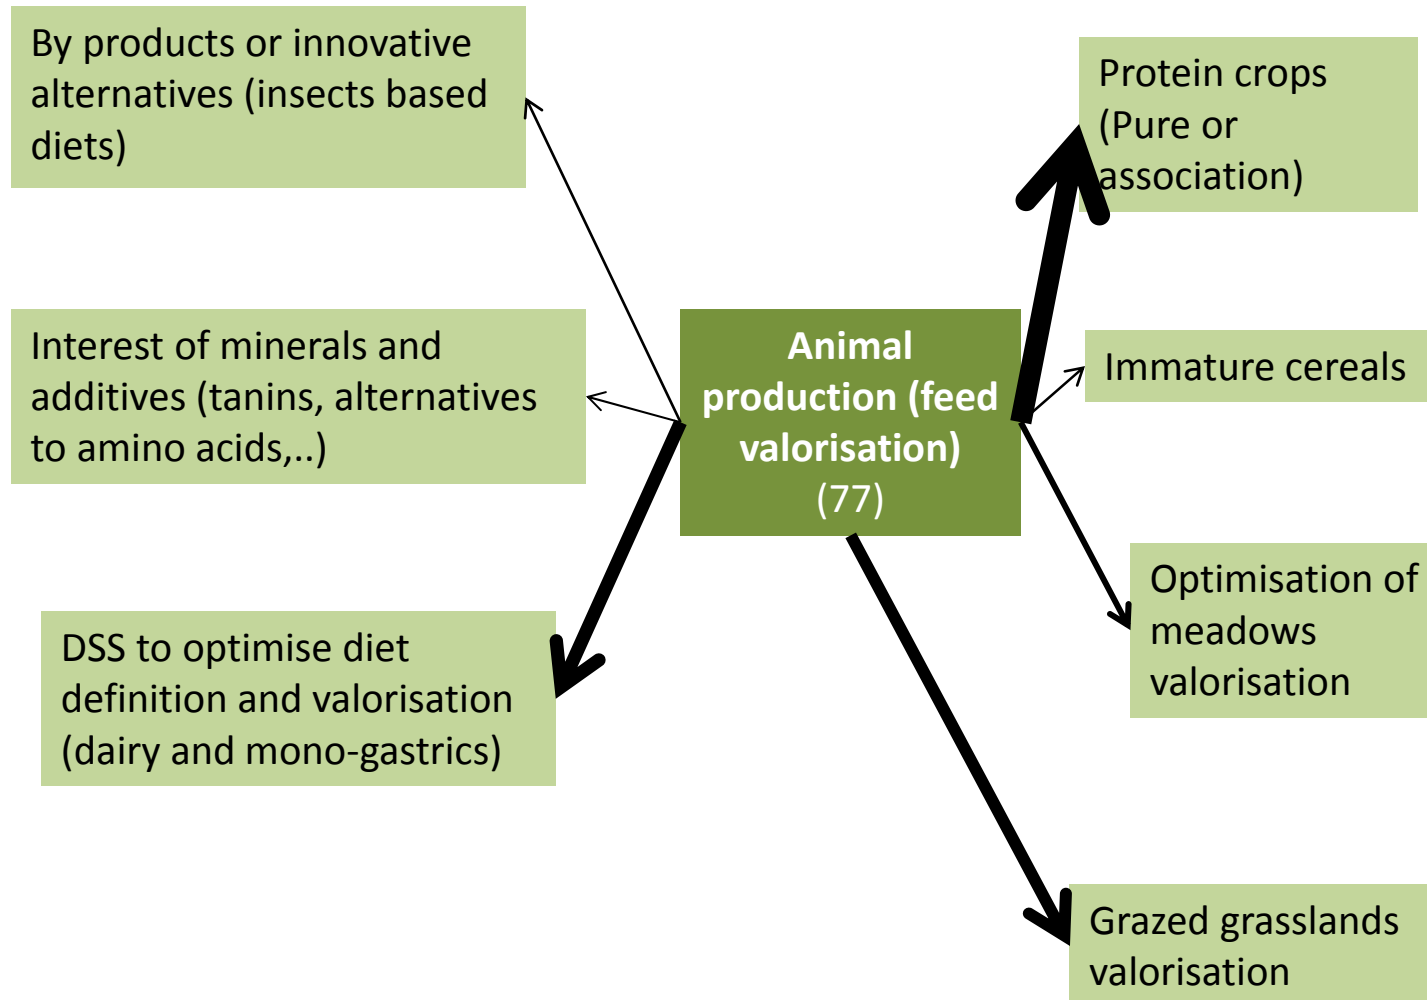 By products or innovative
alternatives (insects based
diets)
Protein crops
(Pure or
association)
Interest of minerals and
additives (tanins, alternatives
to amino acids,..)
Animal
production (feed
valorisation)
(77)
Immature cereals
Optimisation of
meadows
valorisation
DSS to optimise diet
definition and valorisation
(dairy and mono-gastrics)
Grazed grasslands
valorisation